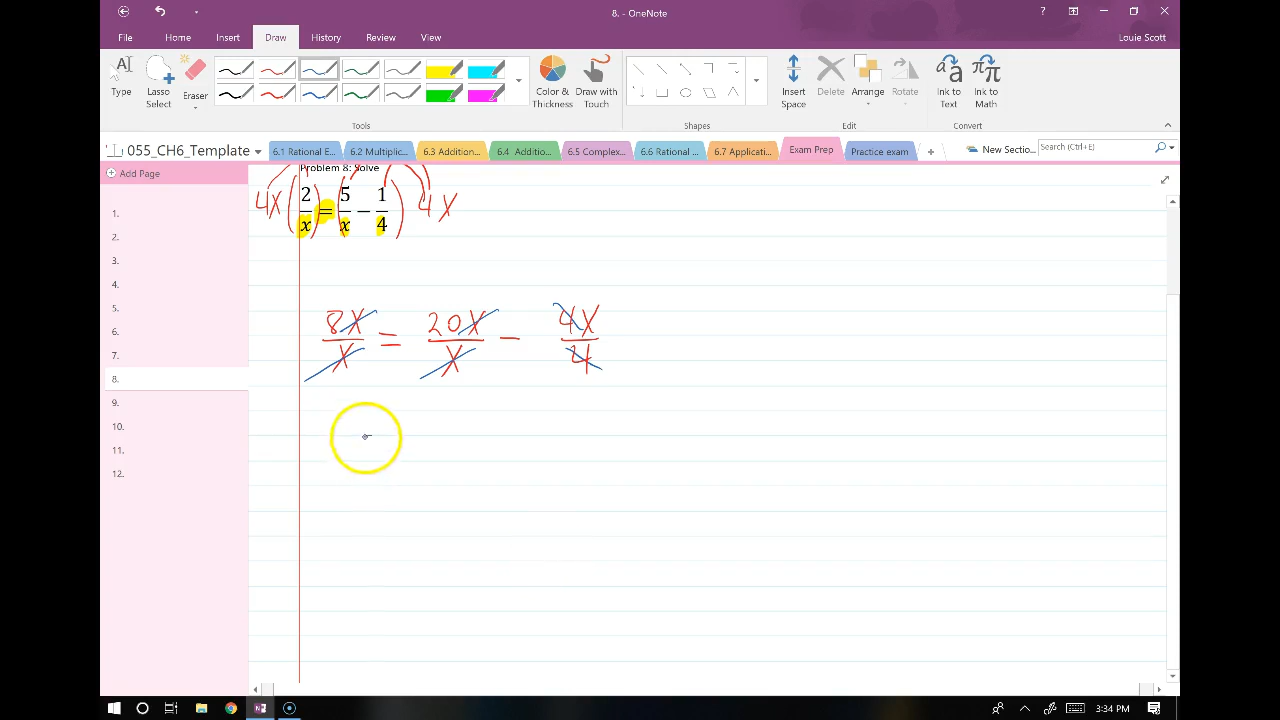 8. - OneNote
File Home Insert Draw History Review View Louie Scott
Type Lasso Select Eraser Color & Thickness Draw with Touch Insert Space Delete Arrange Rotate Ink to Text Ink to Math
Tools Shapes Edit Convert
055_CH6_Template 6.1 Rational E... 6.2 Multiplic... 6.3 Addition... 6.4 Additio... 6.5 Complex... 6.6 Rational ... 6.7 Applicati... Exam Prep Practice exam New Sectio... Search (Ctrl+E)
Add Page
Problem 8: Solve
4X ( 2/x ) = ( 5/x − 1/4 ) 4X
8X/X = 20X/X − 4X/4
1.
2.
3.
4.
5.
6.
7.
8.
9.
10.
11.
12.
3:34 PM